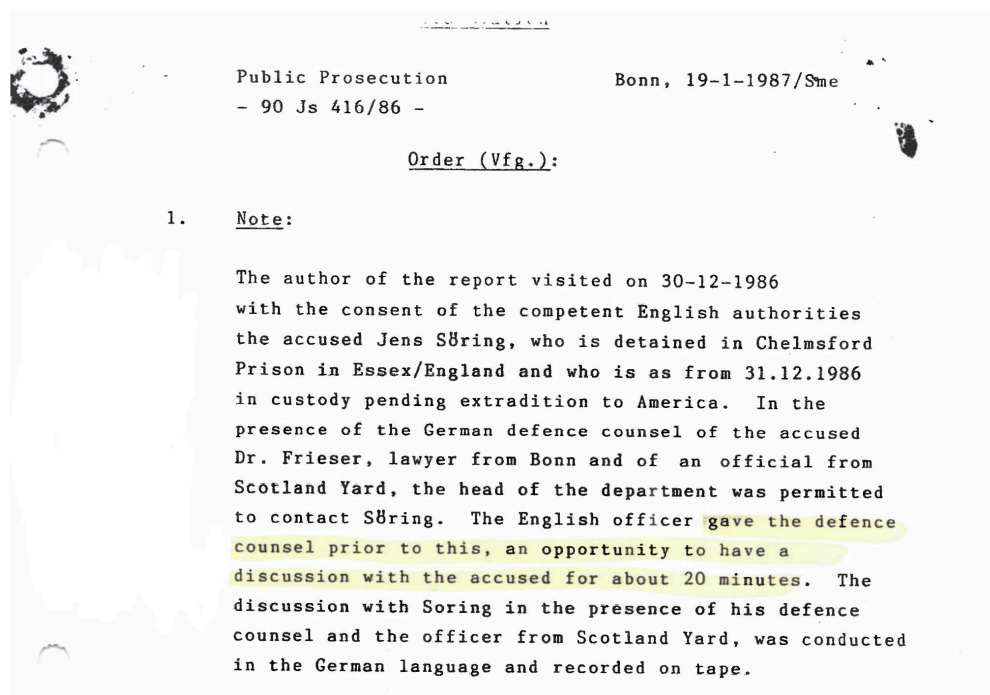 Public Prosecution Bonn, 19-1-1987/Sme
- 90 Js 416/86 -
Order (Vfg.):
1. Note:
The author of the report visited on 30-12-1986
with the consent of the competent English authorities
the accused Jens Söring, who is detained in Chelmsford
Prison in Essex/England and who is as from 31.12.1986
in custody pending extradition to America. In the
presence of the German defence counsel of the accused
Dr. Frieser, lawyer from Bonn and of an official from
Scotland Yard, the head of the department was permitted
to contact Söring. The English officer gave the defence
counsel prior to this, an opportunity to have a
discussion with the accused for about 20 minutes. The
discussion with Soring in the presence of his defence
counsel and the officer from Scotland Yard, was conducted
in the German language and recorded on tape.